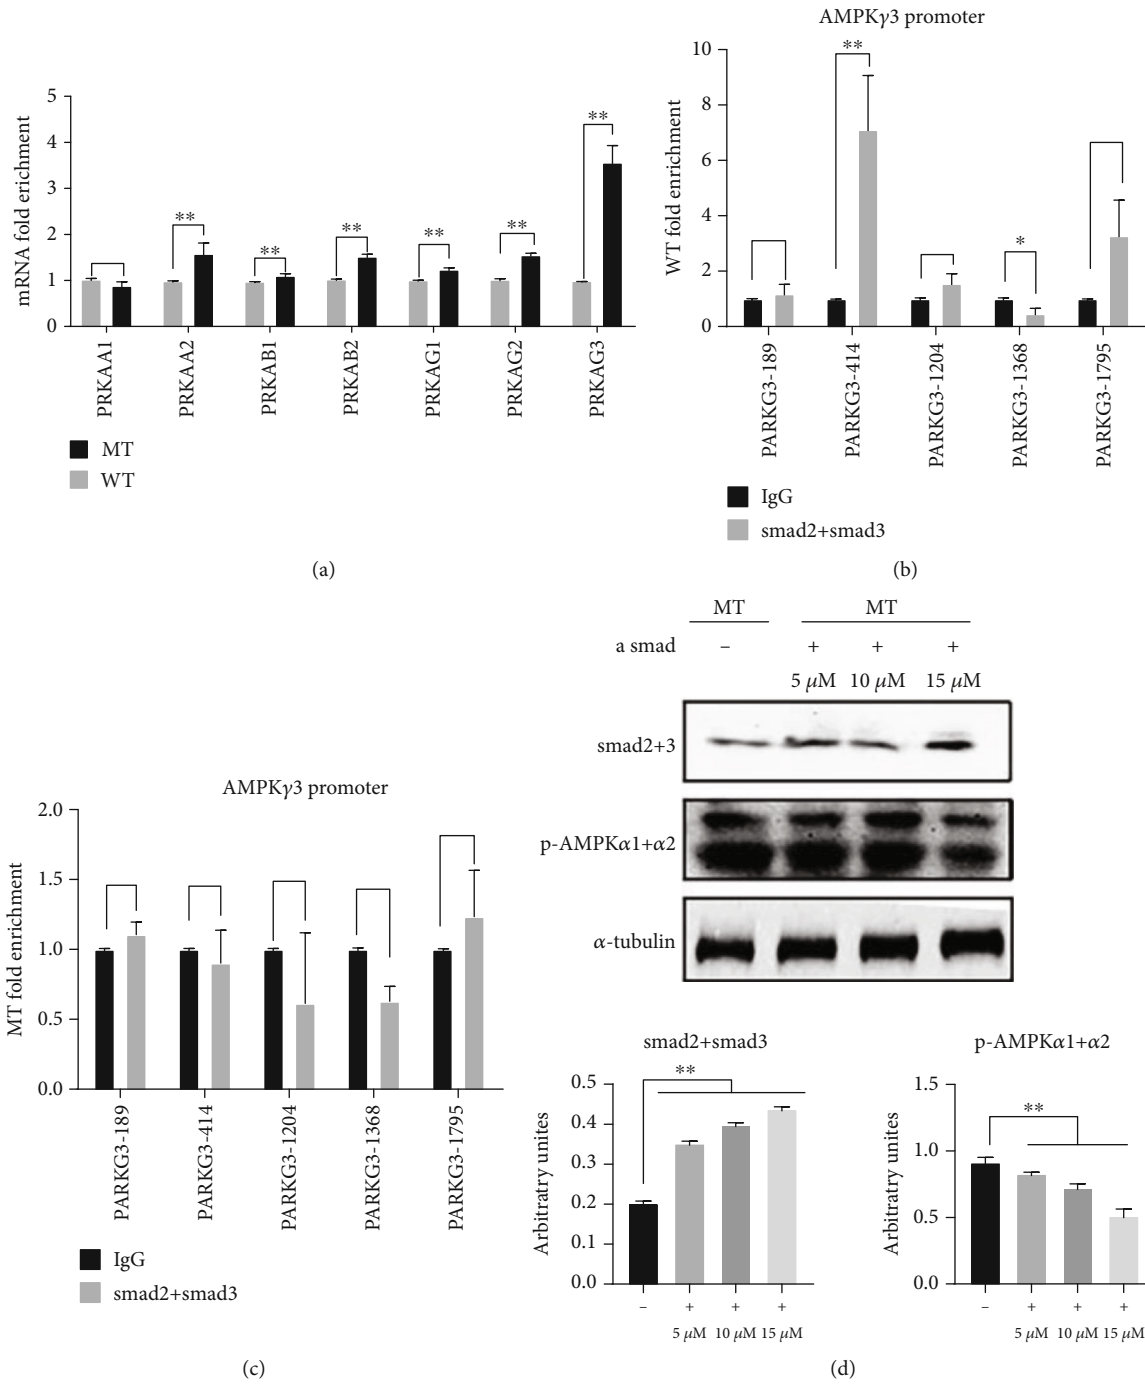 mRNA fold erichment
5
4
3
2
1
0
** ** ** ** ** **
PRKAA1
PRKAA2
PRKAB1
PRKAB2
PRKAG1
PRKAG2
PRKAG3
MT
WT
(a)
AMPKγ3 promoter
WT fold enrichment
10
8
6
4
2
0
** *
PARKG3-189
PARKG3-414
PARKG3-1204
PARKG3-1368
PARKG3-1795
IgG
smad2+smad3
(b)
AMPKγ3 promoter
MT fold enrichment
2.0
1.5
1.0
0.5
0.0
PARKG3-189
PARKG3-414
PARKG3-1204
PARKG3-1368
PARKG3-1795
IgG
smad2+smad3
(c)
MT MT
a smad – + + +
5 μM 10 μM 15 μM
smad2+3
p-AMPKα1+α2
α-tubulin
smad2+smad3
Arbitratry unites
0.5
0.4
0.3
0.2
0.1
0.0
**
– + + +
5 μM 10 μM 15 μM
p-AMPKα1+α2
Arbitratry unites
1.5
1.0
0.5
0.0
**
– + + +
5 μM 10 μM 15 μM
(d)